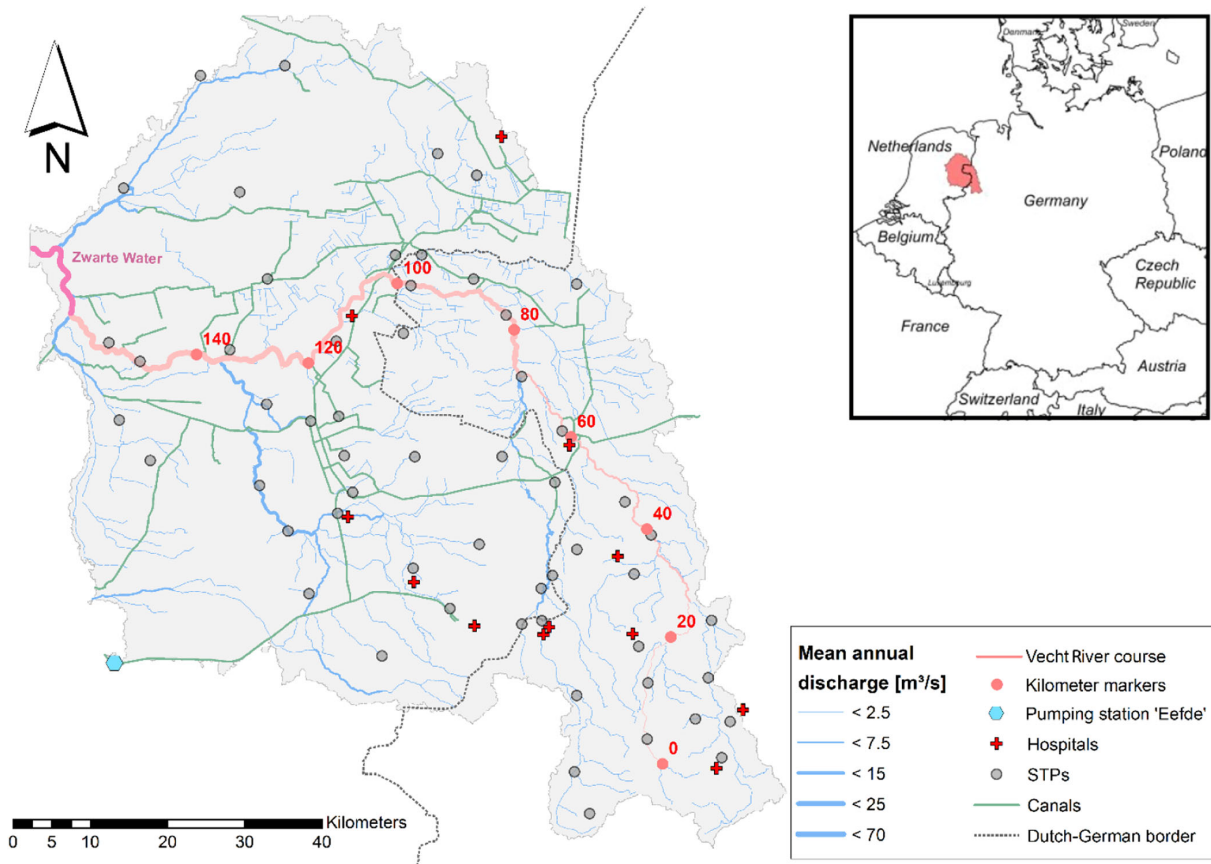 N
Zwarte Water
100
80
140
120
60
40
20
0
Kilometers
0 5 10 20 30 40
Sweden
Netherlands
Poland
Germany
Belgium
Czech
Republic
France
Austria
Switzerland
Italy
Mean annual
discharge [m³/s]
< 2.5
< 7.5
< 15
< 25
< 70
Vecht River course
Kilometer markers
Pumping station 'Eefde'
Hospitals
STPs
Canals
Dutch-German border